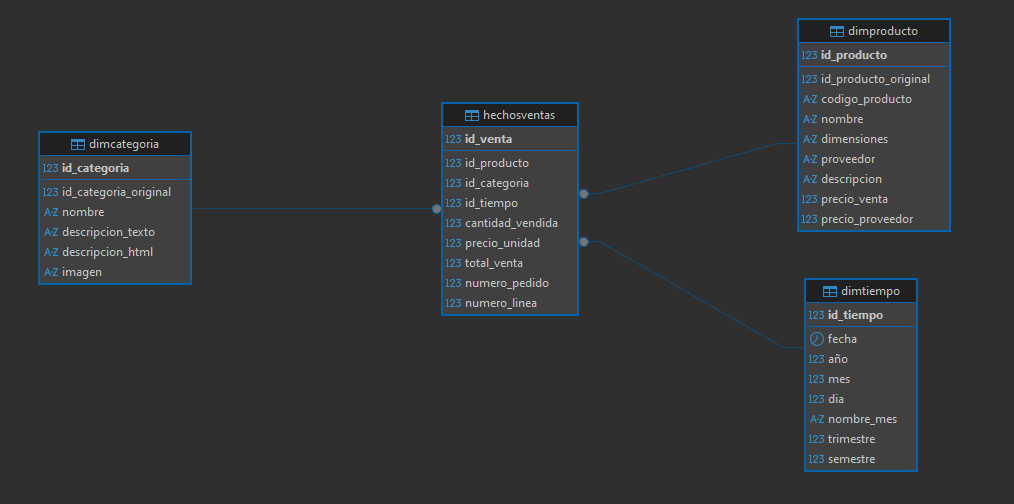 dimcategoria
123 id_categoria
123 id_categoria_original
A-Z nombre
A-Z descripcion_texto
A-Z descripcion_html
A-Z imagen
hechosventas
123 id_venta
123 id_producto
123 id_categoria
123 id_tiempo
123 cantidad_vendida
123 precio_unidad
123 total_venta
123 numero_pedido
123 numero_linea
dimproducto
123 id_producto
123 id_producto_original
A-Z codigo_producto
A-Z nombre
A-Z dimensiones
A-Z proveedor
A-Z descripcion
123 precio_venta
123 precio_proveedor
dimtiempo
123 id_tiempo
fecha
123 año
123 mes
123 dia
A-Z nombre_mes
123 trimestre
123 semestre